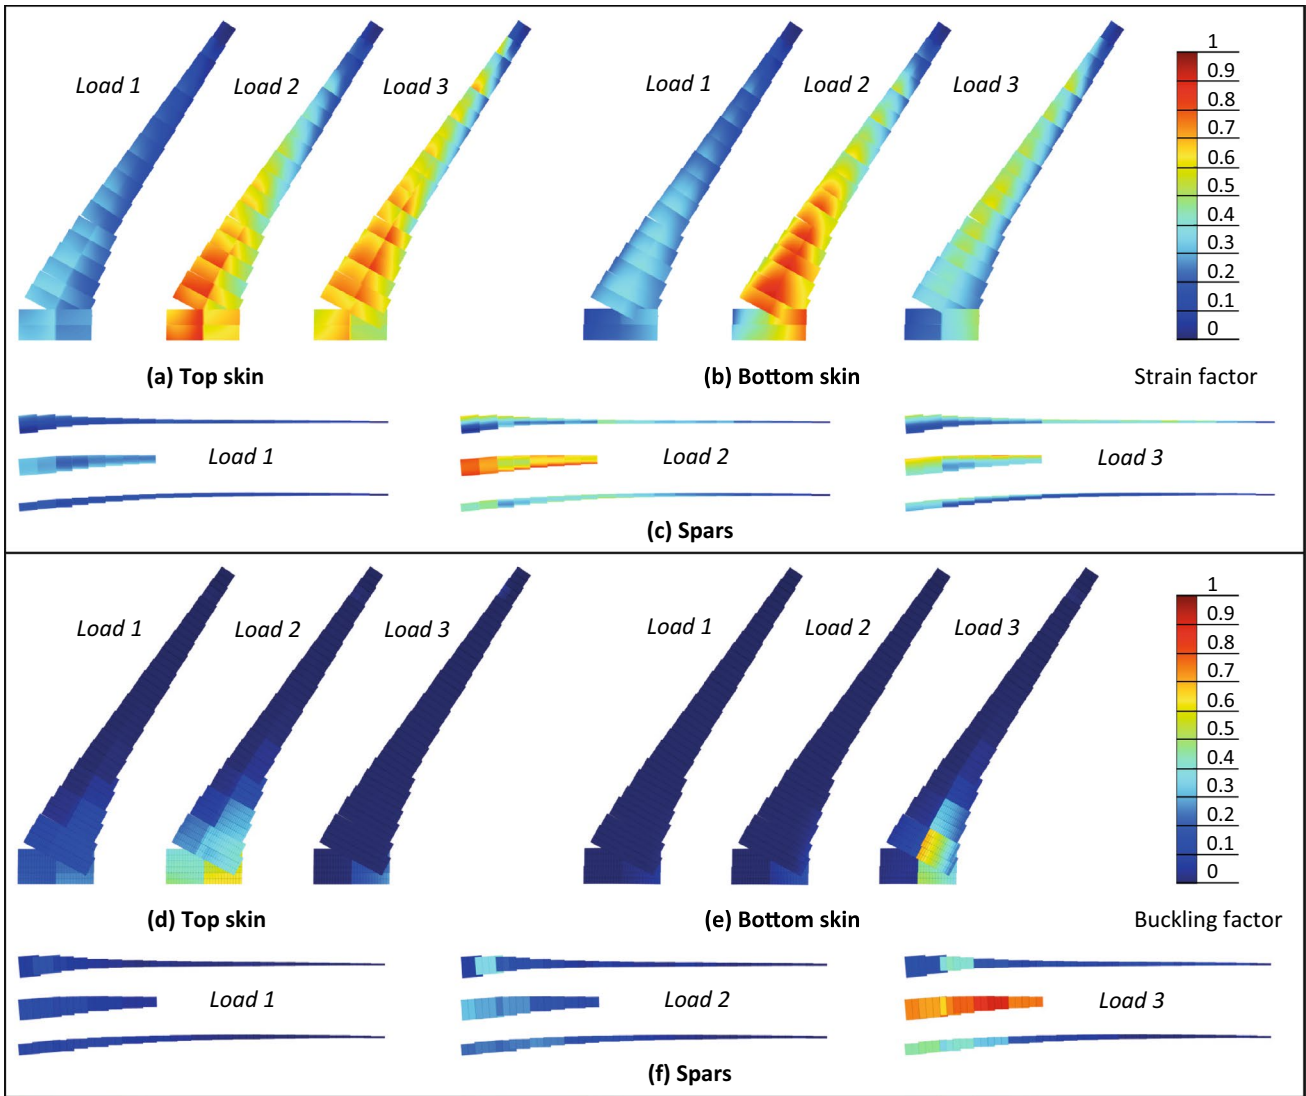 Load 1
Load 2
Load 3
Load 1
Load 2
Load 3
1
0.9
0.8
0.7
0.6
0.5
0.4
0.3
0.2
0.1
0
(a) Top skin
(b) Bottom skin
Strain factor
Load 1
Load 2
Load 3
(c) Spars
Load 1
Load 2
Load 3
Load 1
Load 2
Load 3
1
0.9
0.8
0.7
0.6
0.5
0.4
0.3
0.2
0.1
0
(d) Top skin
(e) Bottom skin
Buckling factor
Load 1
Load 2
Load 3
(f) Spars